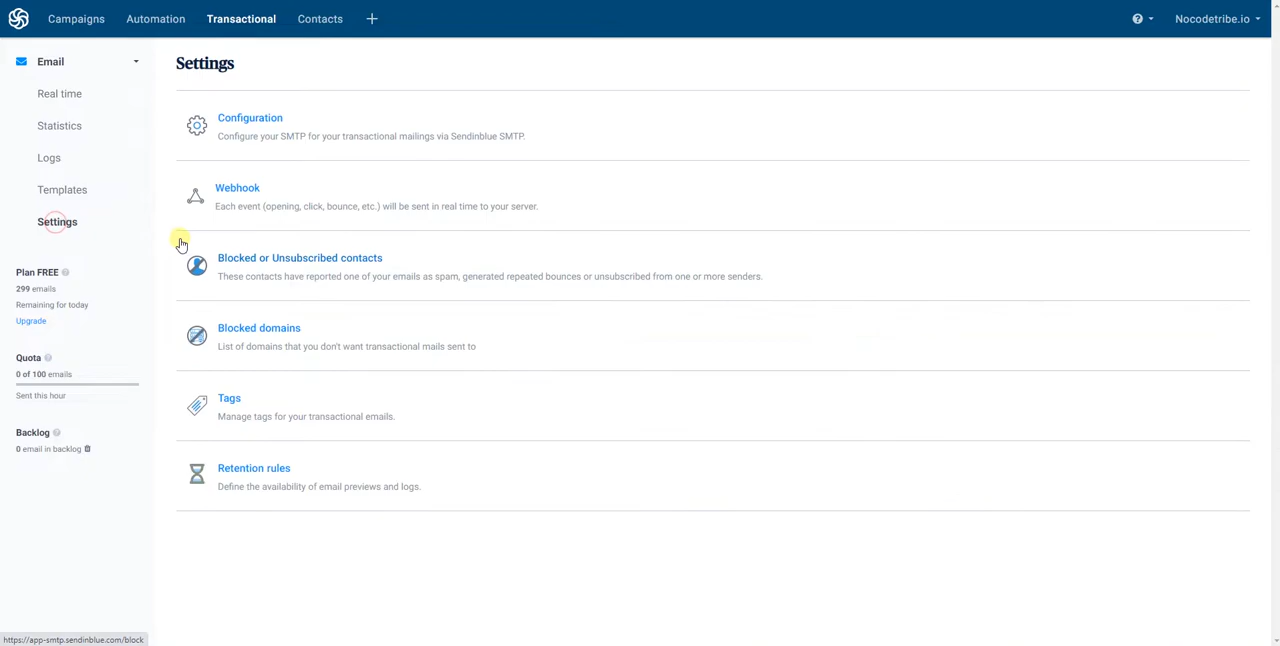 Campaigns Automation Transactional Contacts Nocodetribe.io
Email
Real time
Statistics
Logs
Templates
Settings
Plan FREE
299 emails
Remaining for today
Upgrade
Quota
0 of 100 emails
Sent this hour
Backlog
0 email in backlog
Settings
Configuration
Configure your SMTP for your transactional mailings via Sendinblue SMTP.
Webhook
Each event (opening, click, bounce, etc.) will be sent in real time to your server.
Blocked or Unsubscribed contacts
These contacts have reported one of your emails as spam, generated repeated bounces or unsubscribed from one or more senders.
Blocked domains
List of domains that you don't want transactional mails sent to
Tags
Manage tags for your transactional emails.
Retention rules
Define the availability of email previews and logs.
https://app-smtp.sendinblue.com/block